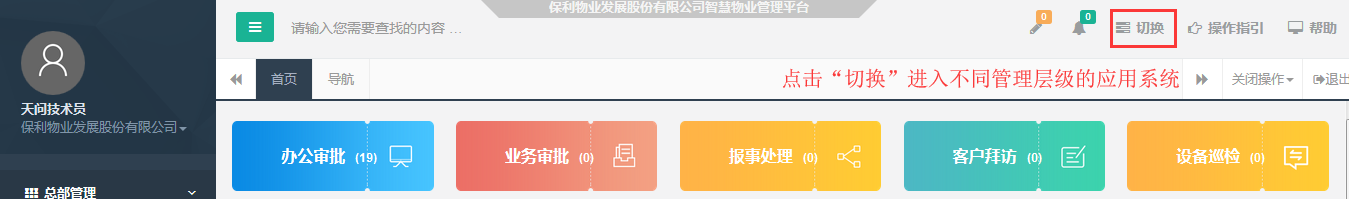 保利物业发展股份有限公司智慧物业管理平台
请输入您需要查找的内容 …
0
0
切换
操作指引
帮助
天问技术员
保利物业发展股份有限公司
首页
导航
点击“切换”进入不同管理层级的应用系统
关闭操作
退出
办公审批 (19)
业务审批 (0)
报事处理 (0)
客户拜访 (0)
设备巡检 (0)
总部管理